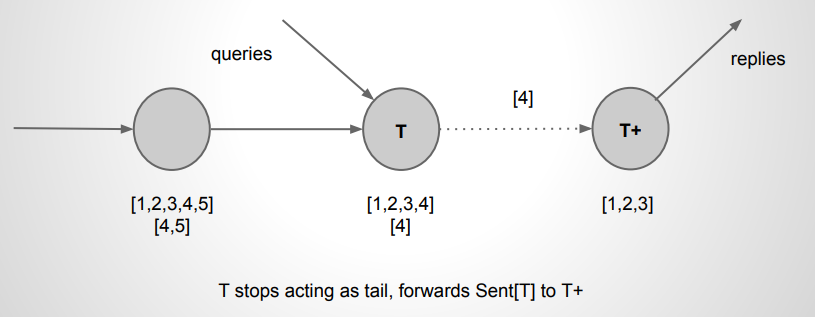 queries
replies
[4]
T
T+
[1,2,3,4,5]
[4,5]
[1,2,3,4]
[4]
[1,2,3]
T stops acting as tail, forwards Sent[T] to T+